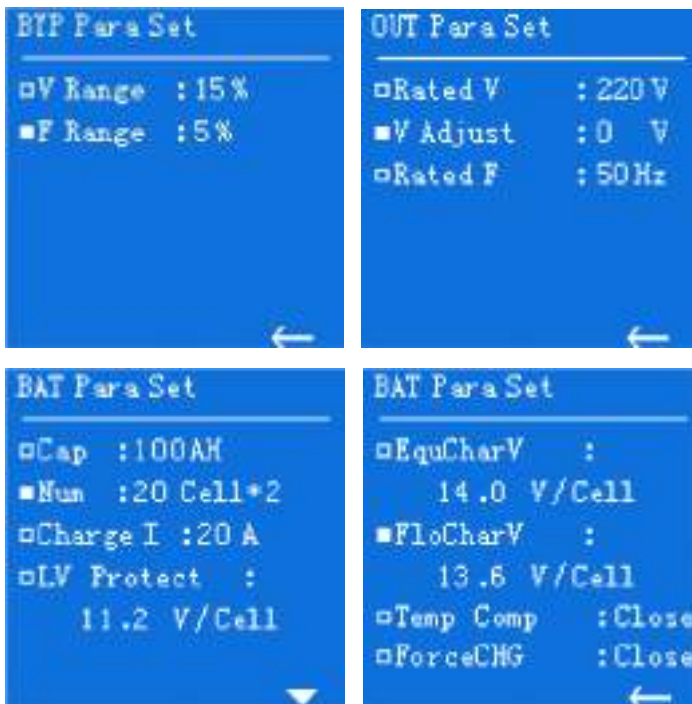 BYP Para Set
V Range :15%
F Range :5%
OUT Para Set
Rated V :220 V
V Adjust :0 V
Rated F :50Hz
BAT Para Set
Cap :100AH
Num :20 Cell*2
Charge I :20 A
LV Protect :
11.2 V/Cell
BAT Para Set
EquCharV :
14.0 V/Cell
FloCharV :
13.6 V/Cell
Temp Comp :Close
ForceCHG :Close